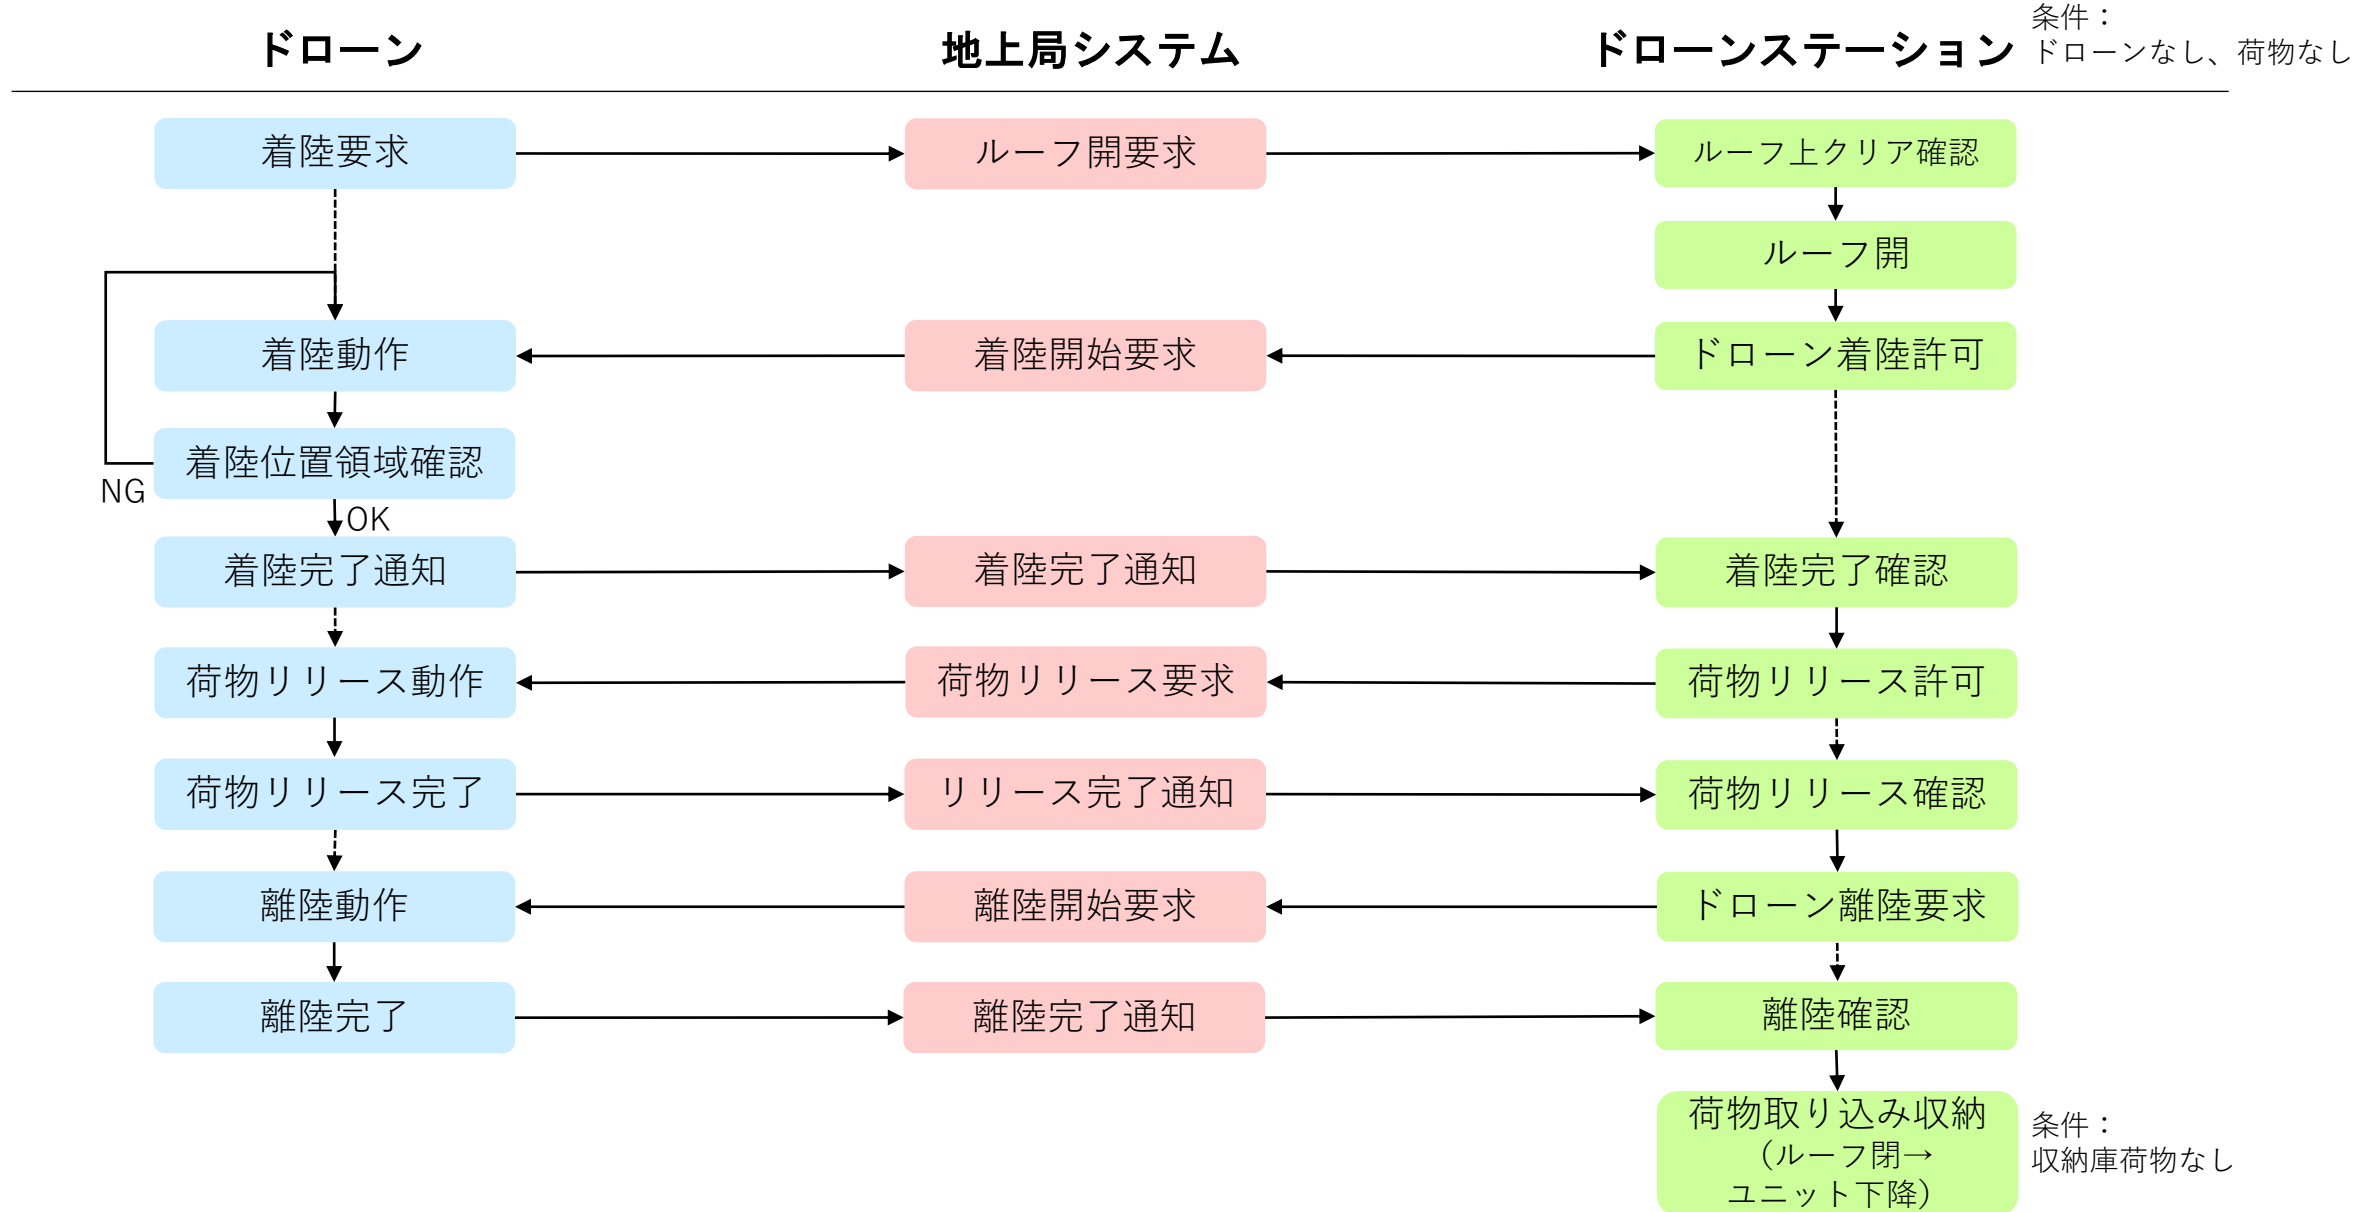 ドローン
地上局システム
ドローンステーション
条件：
ドローンなし、荷物なし
着陸要求
ルーフ開要求
ルーフ上クリア確認
ルーフ開
着陸動作
着陸開始要求
ドローン着陸許可
着陸位置領域確認
NG
OK
着陸完了通知
着陸完了通知
着陸完了確認
荷物リリース動作
荷物リリース要求
荷物リリース許可
荷物リリース完了
リリース完了通知
荷物リリース確認
離陸動作
離陸開始要求
ドローン離陸要求
離陸完了
離陸完了通知
離陸確認
荷物取り込み収納
（ルーフ閉→
ユニット下降）
条件：
収納庫荷物なし